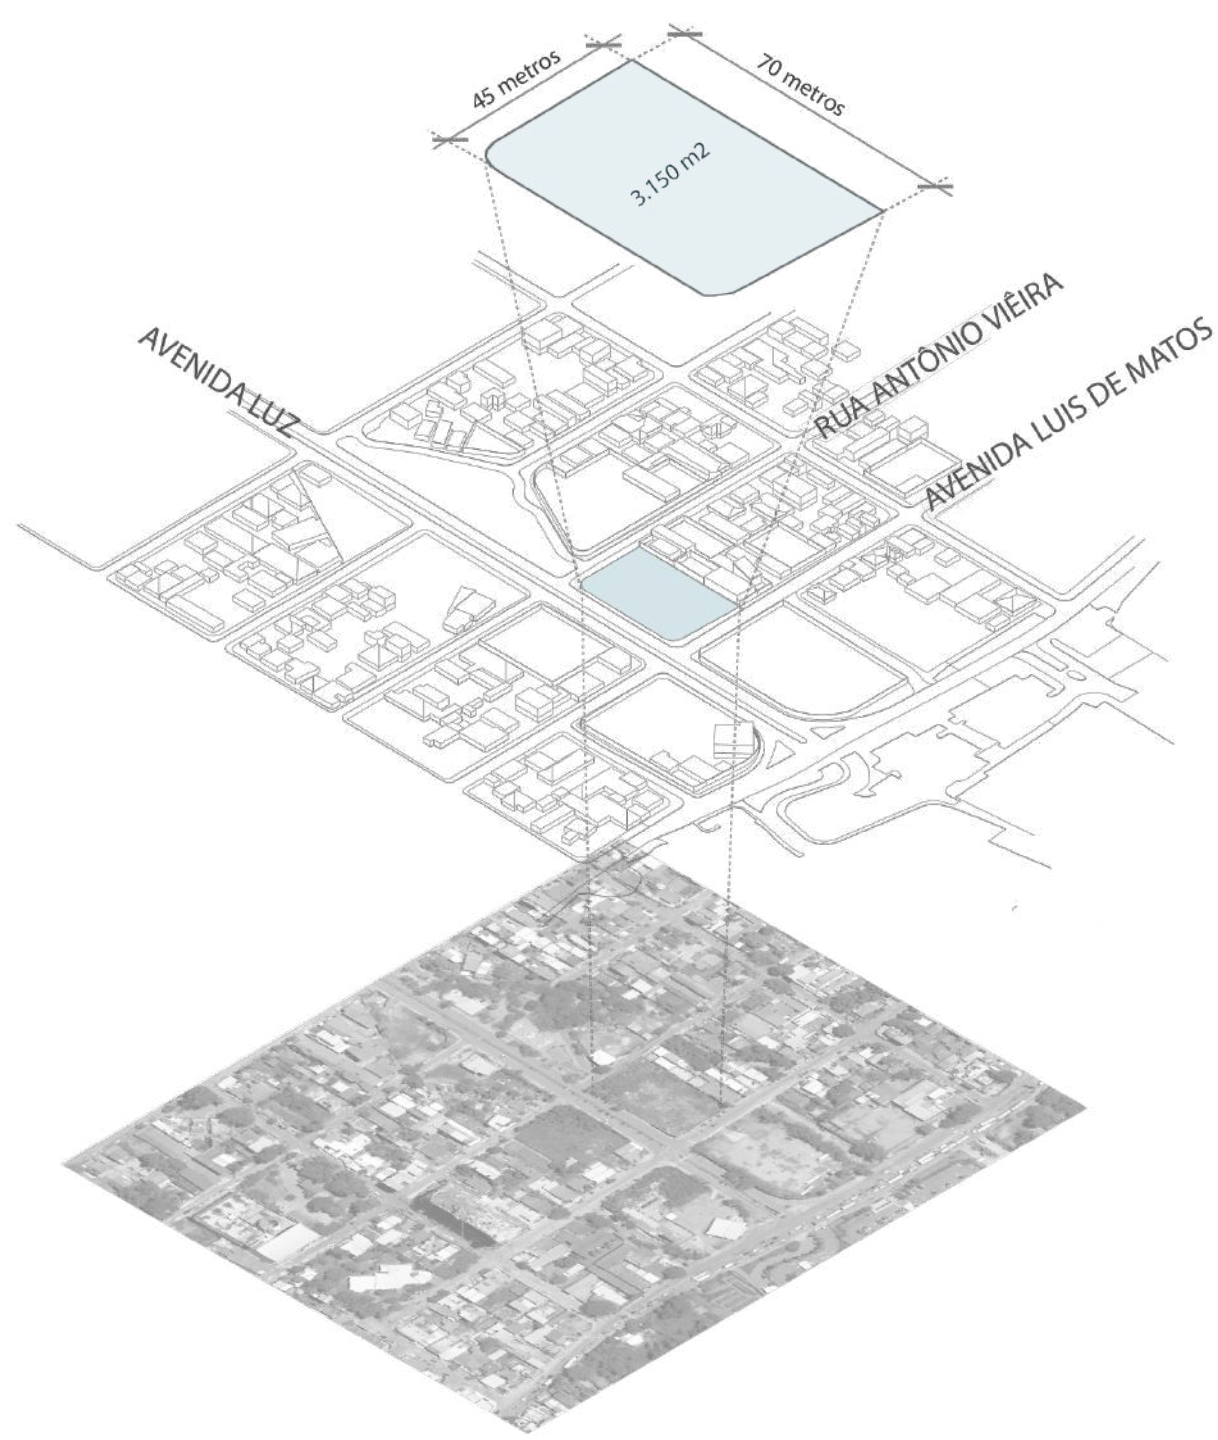 45 metros
70 metros
3.150 m2
AVENIDA LUZ
RUA ANTÔNIO VIÊIRA
AVENIDA LUIS DE MATOS